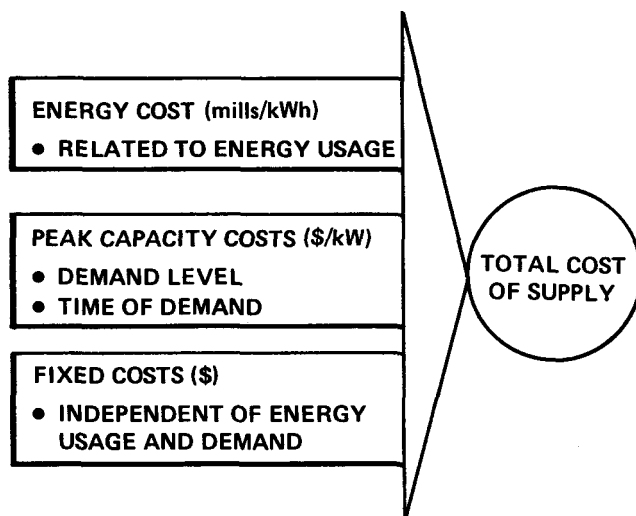 ENERGY COST (mills/kWh)
● RELATED TO ENERGY USAGE
PEAK CAPACITY COSTS ($/kW)
● DEMAND LEVEL
● TIME OF DEMAND
FIXED COSTS ($)
● INDEPENDENT OF ENERGY
USAGE AND DEMAND
TOTAL COST
OF SUPPLY